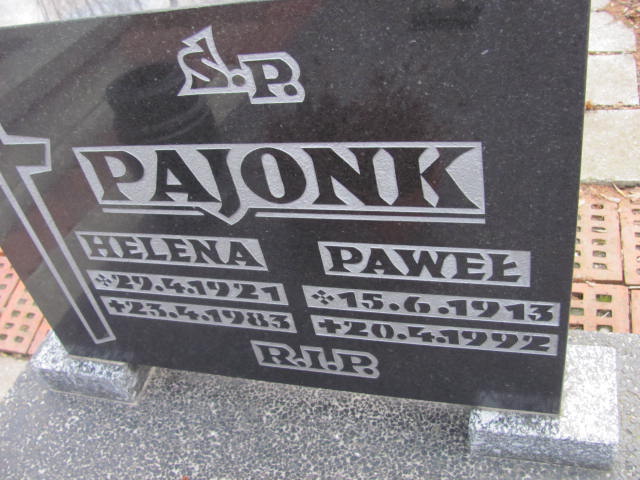 Ś.P.
PAJONK
HELENA PAWEŁ
29.4.1921 15.6.1913
+23.4.1983 +20.4.1992
R.I.P.